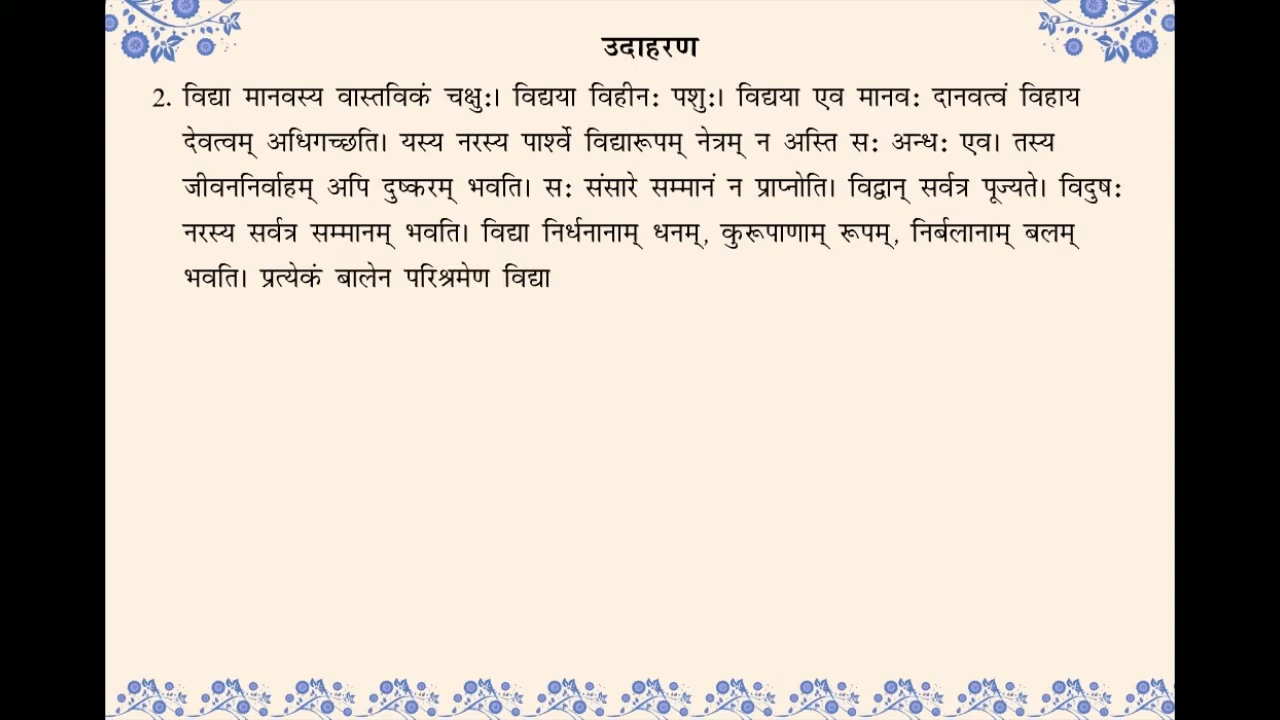 उदाहरण
2. विद्या मानवस्य वास्तविकं चक्षुः। विद्यया विहीनः पशुः। विद्यया एव मानवः दानवत्वं विहाय
देवत्वम् अधिगच्छति। यस्य नरस्य पार्श्वे विद्यारूपम् नेत्रम् न अस्ति सः अन्धः एव। तस्य
जीवननिर्वाहम् अपि दुष्करम् भवति। सः संसारे सम्मानं न प्राप्नोति। विद्वान् सर्वत्र पूज्यते। विदुषः
नरस्य सर्वत्र सम्मानम् भवति। विद्या निर्धनानाम् धनम्, कुरूपाणाम् रूपम्, निर्बलानाम् बलम्
भवति। प्रत्येकं बालेन परिश्रमेण विद्या